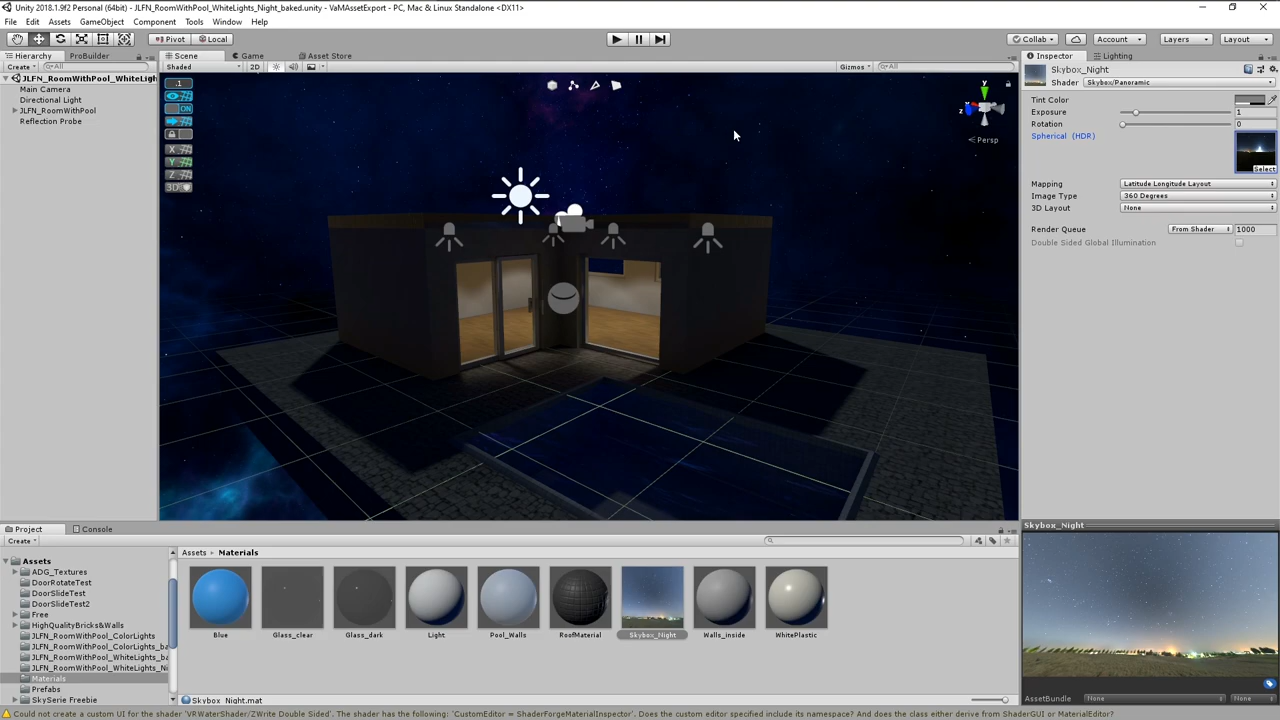 Unity 2018.1.9f2 Personal (64bit) - JLFN_RoomWithPool_WhiteLights_Night_baked.unity - VaMAssetExport - PC, Mac & Linux Standalone <DX11>
File Edit Assets GameObject Component Tools Window Help
Pivot Local Collab Account Layers Layout
Hierarchy ProBuilder Scene Game Asset Store Inspector Lighting
Create All Shaded 2D Gizmos All
Skybox_Night
Shader Skybox/Panoramic
JLFN_RoomWithPool_WhiteLigh
Main Camera
Directional Light
JLFN_RoomWithPool
Reflection Probe
.1
ON
X
Y
Z
3D
y
z
Persp
Tint Color
Exposure 1
Rotation 0
Spherical (HDR)
Select
Mapping Latitude Longitude Layout
Image Type 360 Degrees
3D Layout None
Render Queue From Shader 1000
Double Sided Global Illumination
Project Console
Create
Assets
ADG_Textures
DoorRotateTest
DoorSlideTest
DoorSlideTest2
Free
HighQualityBricks&Walls
JLFN_RoomWithPool_ColorLights
JLFN_RoomWithPool_ColorLights_ba
JLFN_RoomWithPool_WhiteLights_ba
JLFN_RoomWithPool_WhiteLights_Ni
Materials
Prefabs
SkySerie Freebie
Assets Materials
Blue Glass_clear Glass_dark Light Pool_Walls RoofMaterial Skybox_Night Walls_inside WhitePlastic
Skybox_Night.mat
Skybox_Night
AssetBundle None None
Could not create a custom UI for the shader 'VRWaterShader/ZWrite Double Sided'. The shader has the following: 'CustomEditor = ShaderForgeMaterialInspector'. Does the custom editor specified include its namespace? And does the class either derive from ShaderGUI or MaterialEditor?